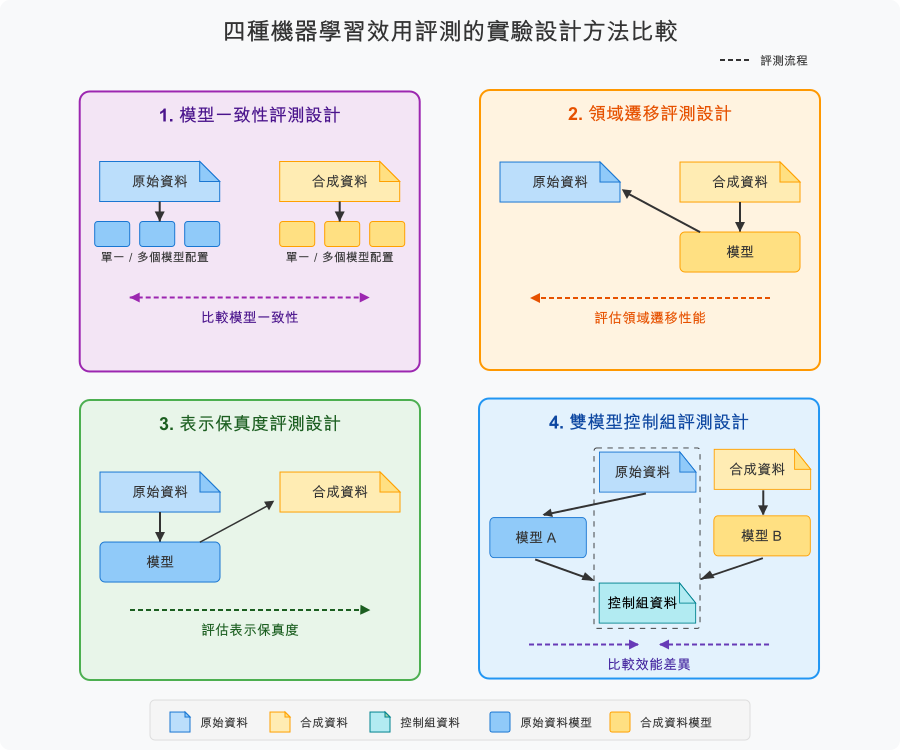 四種機器學習效用評測的實驗設計方法比較
評測流程
1. 模型一致性評測設計
原始資料
合成資料
單一 / 多個模型配置
單一 / 多個模型配置
比較模型一致性
2. 領域遷移評測設計
原始資料
合成資料
模型
評估領域遷移性能
3. 表示保真度評測設計
原始資料
合成資料
模型
評估表示保真度
4. 雙模型控制組評測設計
原始資料
合成資料
模型 A
模型 B
控制組資料
比較效能差異
原始資料
合成資料
控制組資料
原始資料模型
合成資料模型